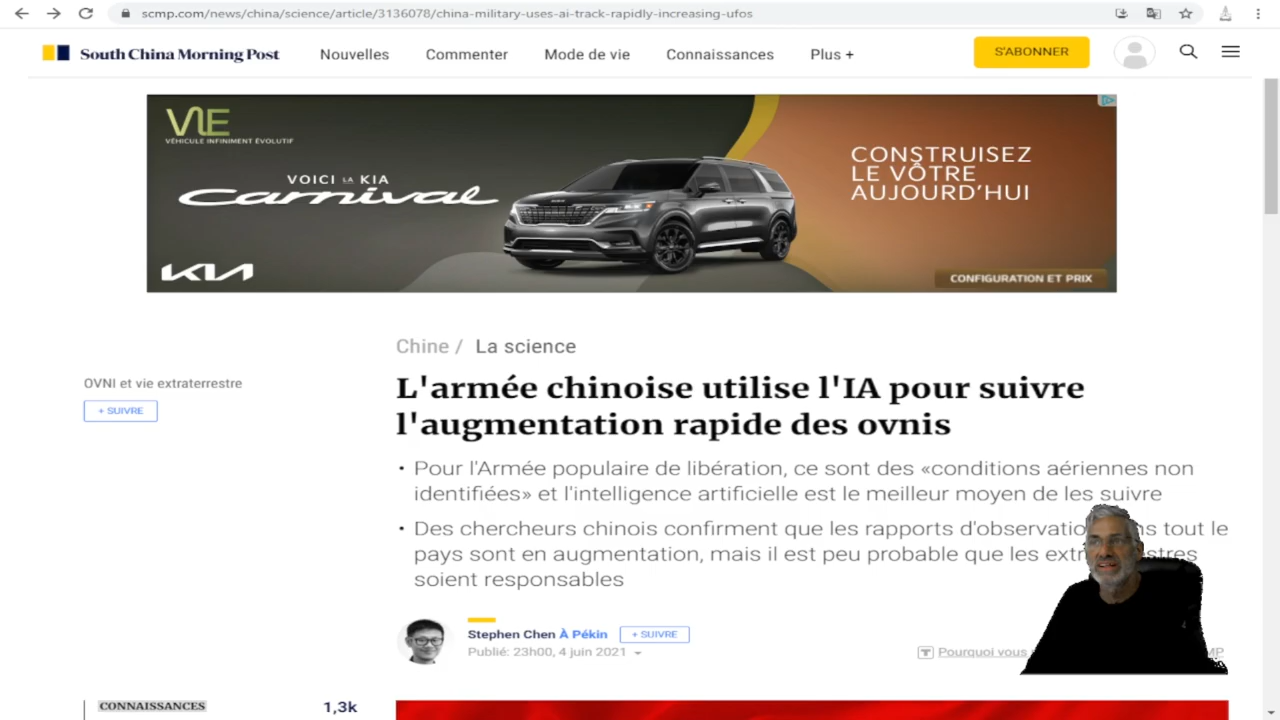 scmp.com/news/china/science/article/3136078/china-military-uses-ai-track-rapidly-increasing-ufos
South China Morning Post Nouvelles Commenter Mode de vie Connaissances Plus + S'ABONNER
VIE
VÉHICULE INFINIMENT ÉVOLUTIF
VOICI LA KIA
Carnival
KIA
CONSTRUISEZ
LE VÔTRE
AUJOURD'HUI
CONFIGURATION ET PRIX
Chine / La science
OVNI et vie extraterrestre
+ SUIVRE
L'armée chinoise utilise l'IA pour suivre
l'augmentation rapide des ovnis
• Pour l'Armée populaire de libération, ce sont des «conditions aériennes non
identifiées» et l'intelligence artificielle est le meilleur moyen de les suivre
• Des chercheurs chinois confirment que les rapports tout le
pays sont en augmentation, mais il est peu probable que les
soient responsables
Stephen Chen À Pékin + SUIVRE
Publié: 23h00, 4 juin 2021
Pourquoi vous
CONNAISSANCES 1,3k